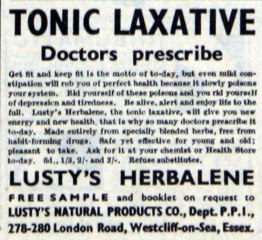 TONIC LAXATIVE
Doctors prescribe
Get fit and keep fit is the motto of to-day, but even mild con-
stipation will rob you of perfect health because it slowly poisons
your system. Rid yourself of these poisons and you rid yourself
of depression and tiredness. Be alive, alert and enjoy life to the
full. Lusty's Herbalene, the tonic laxative, will give you new
energy and new health, that is why so many doctors prescribe it
to-day. Made entirely from specially blended herbs, free from
habit-forming drugs. Safe yet effective for young and old;
pleasant to take. Ask for it at your chemist or Health Store
to-day. 6d., 1/3, 2/- and 3/-. Refuse substitutes.
LUSTY'S HERBALENE
FREE SAMPLE and booklet on request from
LUSTY'S NATURAL PRODUCTS CO., Dept. P.P.I.,
278-280 London Road, Westcliff-on-Sea, Essex.